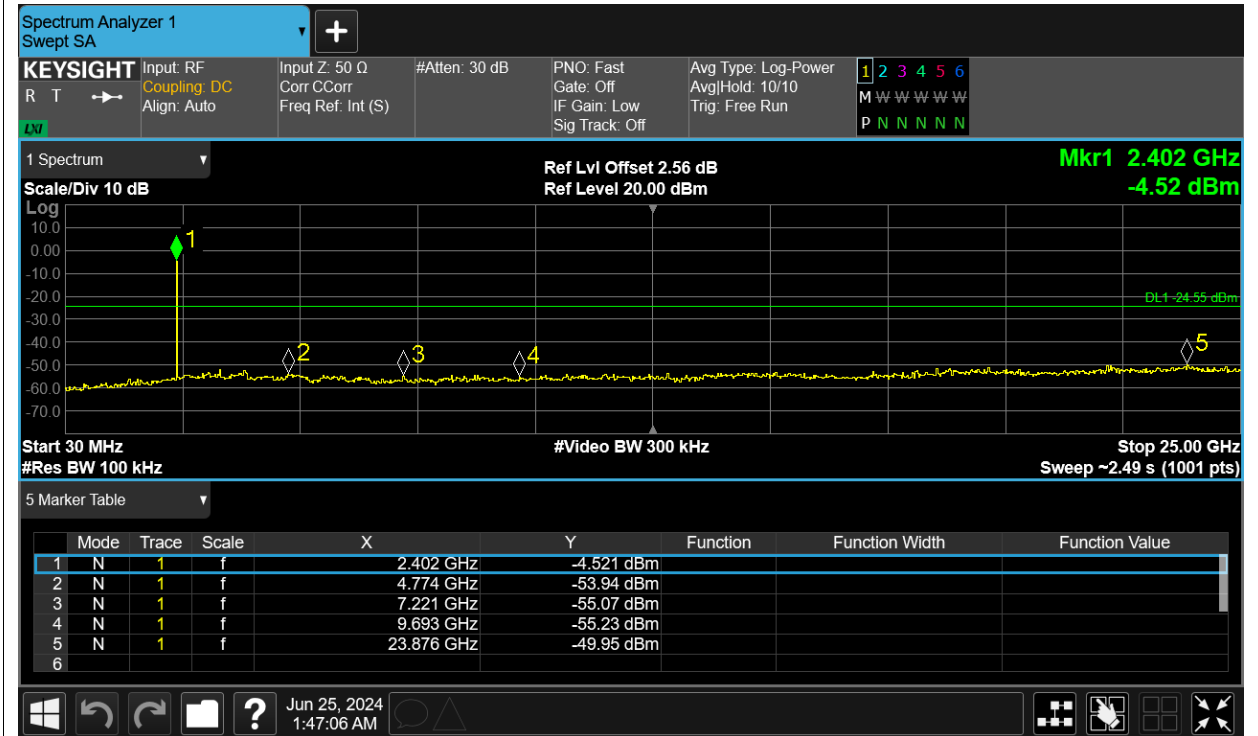 Spectrum Analyzer 1
Swept SA
+
KEYSIGHT
R T
LXI
Input: RF
Coupling: DC
Align: Auto
Input Z: 50 Ω
Corr CCorr
Freq Ref: Int (S)
#Atten: 30 dB
PNO: Fast
Gate: Off
IF Gain: Low
Sig Track: Off
Avg Type: Log-Power
Avg|Hold: 10/10
Trig: Free Run
1 2 3 4 5 6
M W W W W W
P N N N N N
1 Spectrum
Scale/Div 10 dB
Ref Lvl Offset 2.56 dB
Ref Level 20.00 dBm
Mkr1 2.402 GHz
-4.52 dBm
Log
10.0
0.00
-10.0
-20.0
-30.0
-40.0
-50.0
-60.0
-70.0
1
2
3
4
5
DL1 -24.55 dBm
Start 30 MHz
#Res BW 100 kHz
#Video BW 300 kHz
Stop 25.00 GHz
Sweep ~2.49 s (1001 pts)
5 Marker Table
Mode Trace Scale X Y Function Function Width Function Value
1 N 1 f 2.402 GHz -4.521 dBm
2 N 1 f 4.774 GHz -53.94 dBm
3 N 1 f 7.221 GHz -55.07 dBm
4 N 1 f 9.693 GHz -55.23 dBm
5 N 1 f 23.876 GHz -49.95 dBm
6
?
Jun 25, 2024
1:47:06 AM